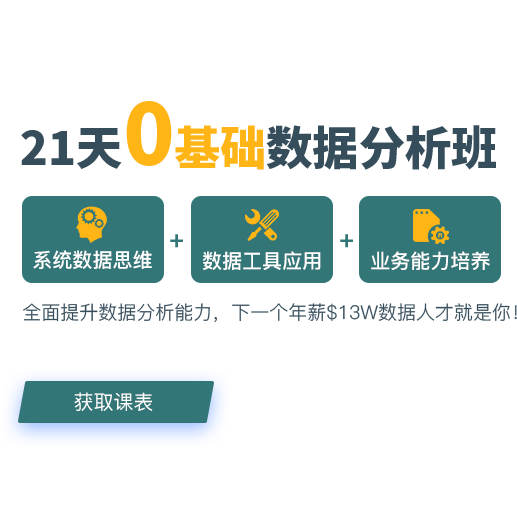 21天0基础数据分析班
系统数据思维 + 数据工具应用 + 业务能力培养
全面提升数据分析能力，下一个年薪$13W数据人才就是你！
获取课表